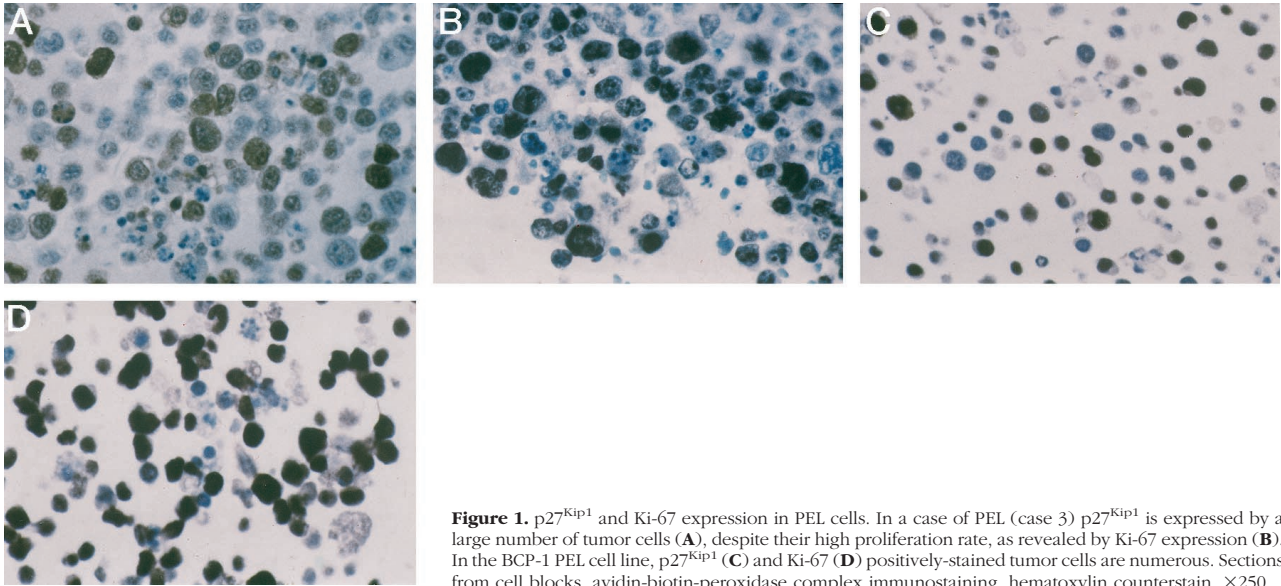 A
B
C
D
Figure 1. p27Kip1 and Ki-67 expression in PEL cells. In a case of PEL (case 3) p27Kip1 is expressed by a
large number of tumor cells (A), despite their high proliferation rate, as revealed by Ki-67 expression (B).
In the BCP-1 PEL cell line, p27Kip1 (C) and Ki-67 (D) positively-stained tumor cells are numerous. Sections
from cell blocks, avidin-biotin-peroxidase complex immunostaining, hematoxylin counterstain, ×250.